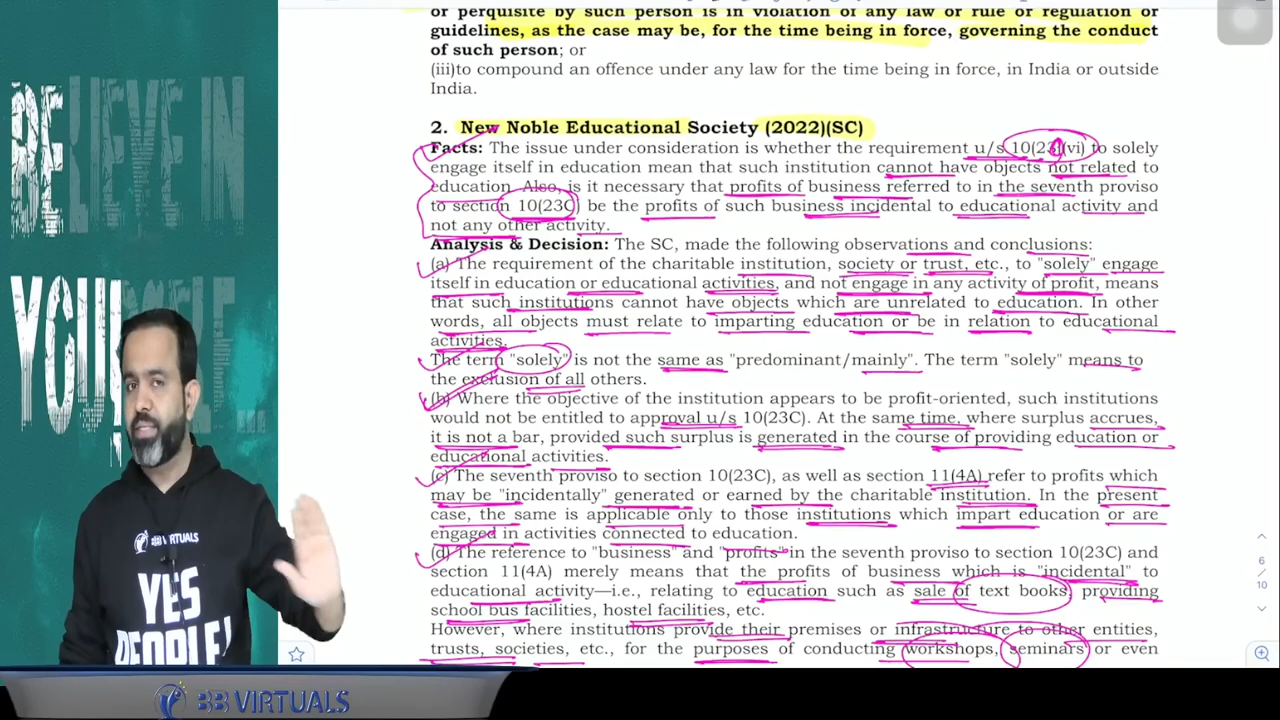 BELIEVE IN
YOURSELF...
BB VIRTUALS
YES
PEOPLE!
or perquisite by such person is in violation of any law or rule or regulation or
guidelines, as the case may be, for the time being in force, governing the conduct
of such person; or
(iii)to compound an offence under any law for the time being in force, in India or outside
India.
2. New Noble Educational Society (2022)(SC)
Facts: The issue under consideration is whether the requirement u/s 10(23)(vi) to solely
engage itself in education mean that such institution cannot have objects not related to
education. Also, is it necessary that profits of business referred to in the seventh proviso
to section 10(23C) be the profits of such business incidental to educational activity and
not any other activity.
Analysis & Decision: The SC, made the following observations and conclusions:
(a) The requirement of the charitable institution, society or trust, etc., to "solely" engage
itself in education or educational activities, and not engage in any activity of profit, means
that such institutions cannot have objects which are unrelated to education. In other
words, all objects must relate to imparting education or be in relation to educational
activities.
The term "solely" is not the same as "predominant/mainly". The term "solely" means to
the exclusion of all others.
(b) Where the objective of the institution appears to be profit-oriented, such institutions
would not be entitled to approval u/s 10(23C). At the same time, where surplus accrues,
it is not a bar, provided such surplus is generated in the course of providing education or
educational activities.
(c) The seventh proviso to section 10(23C), as well as section 11(4A) refer to profits which
may be "incidentally" generated or earned by the charitable institution. In the present
case, the same is applicable only to those institutions which impart education or are
engaged in activities connected to education.
(d) The reference to "business" and "profits" in the seventh proviso to section 10(23C) and
section 11(4A) merely means that the profits of business which is "incidental" to
educational activity—i.e., relating to education such as sale of text books, providing
school bus facilities, hostel facilities, etc.
However, where institutions provide their premises or infrastructure to other entities,
trusts, societies, etc., for the purposes of conducting workshops, seminars or even
6
/
10
BB VIRTUALS